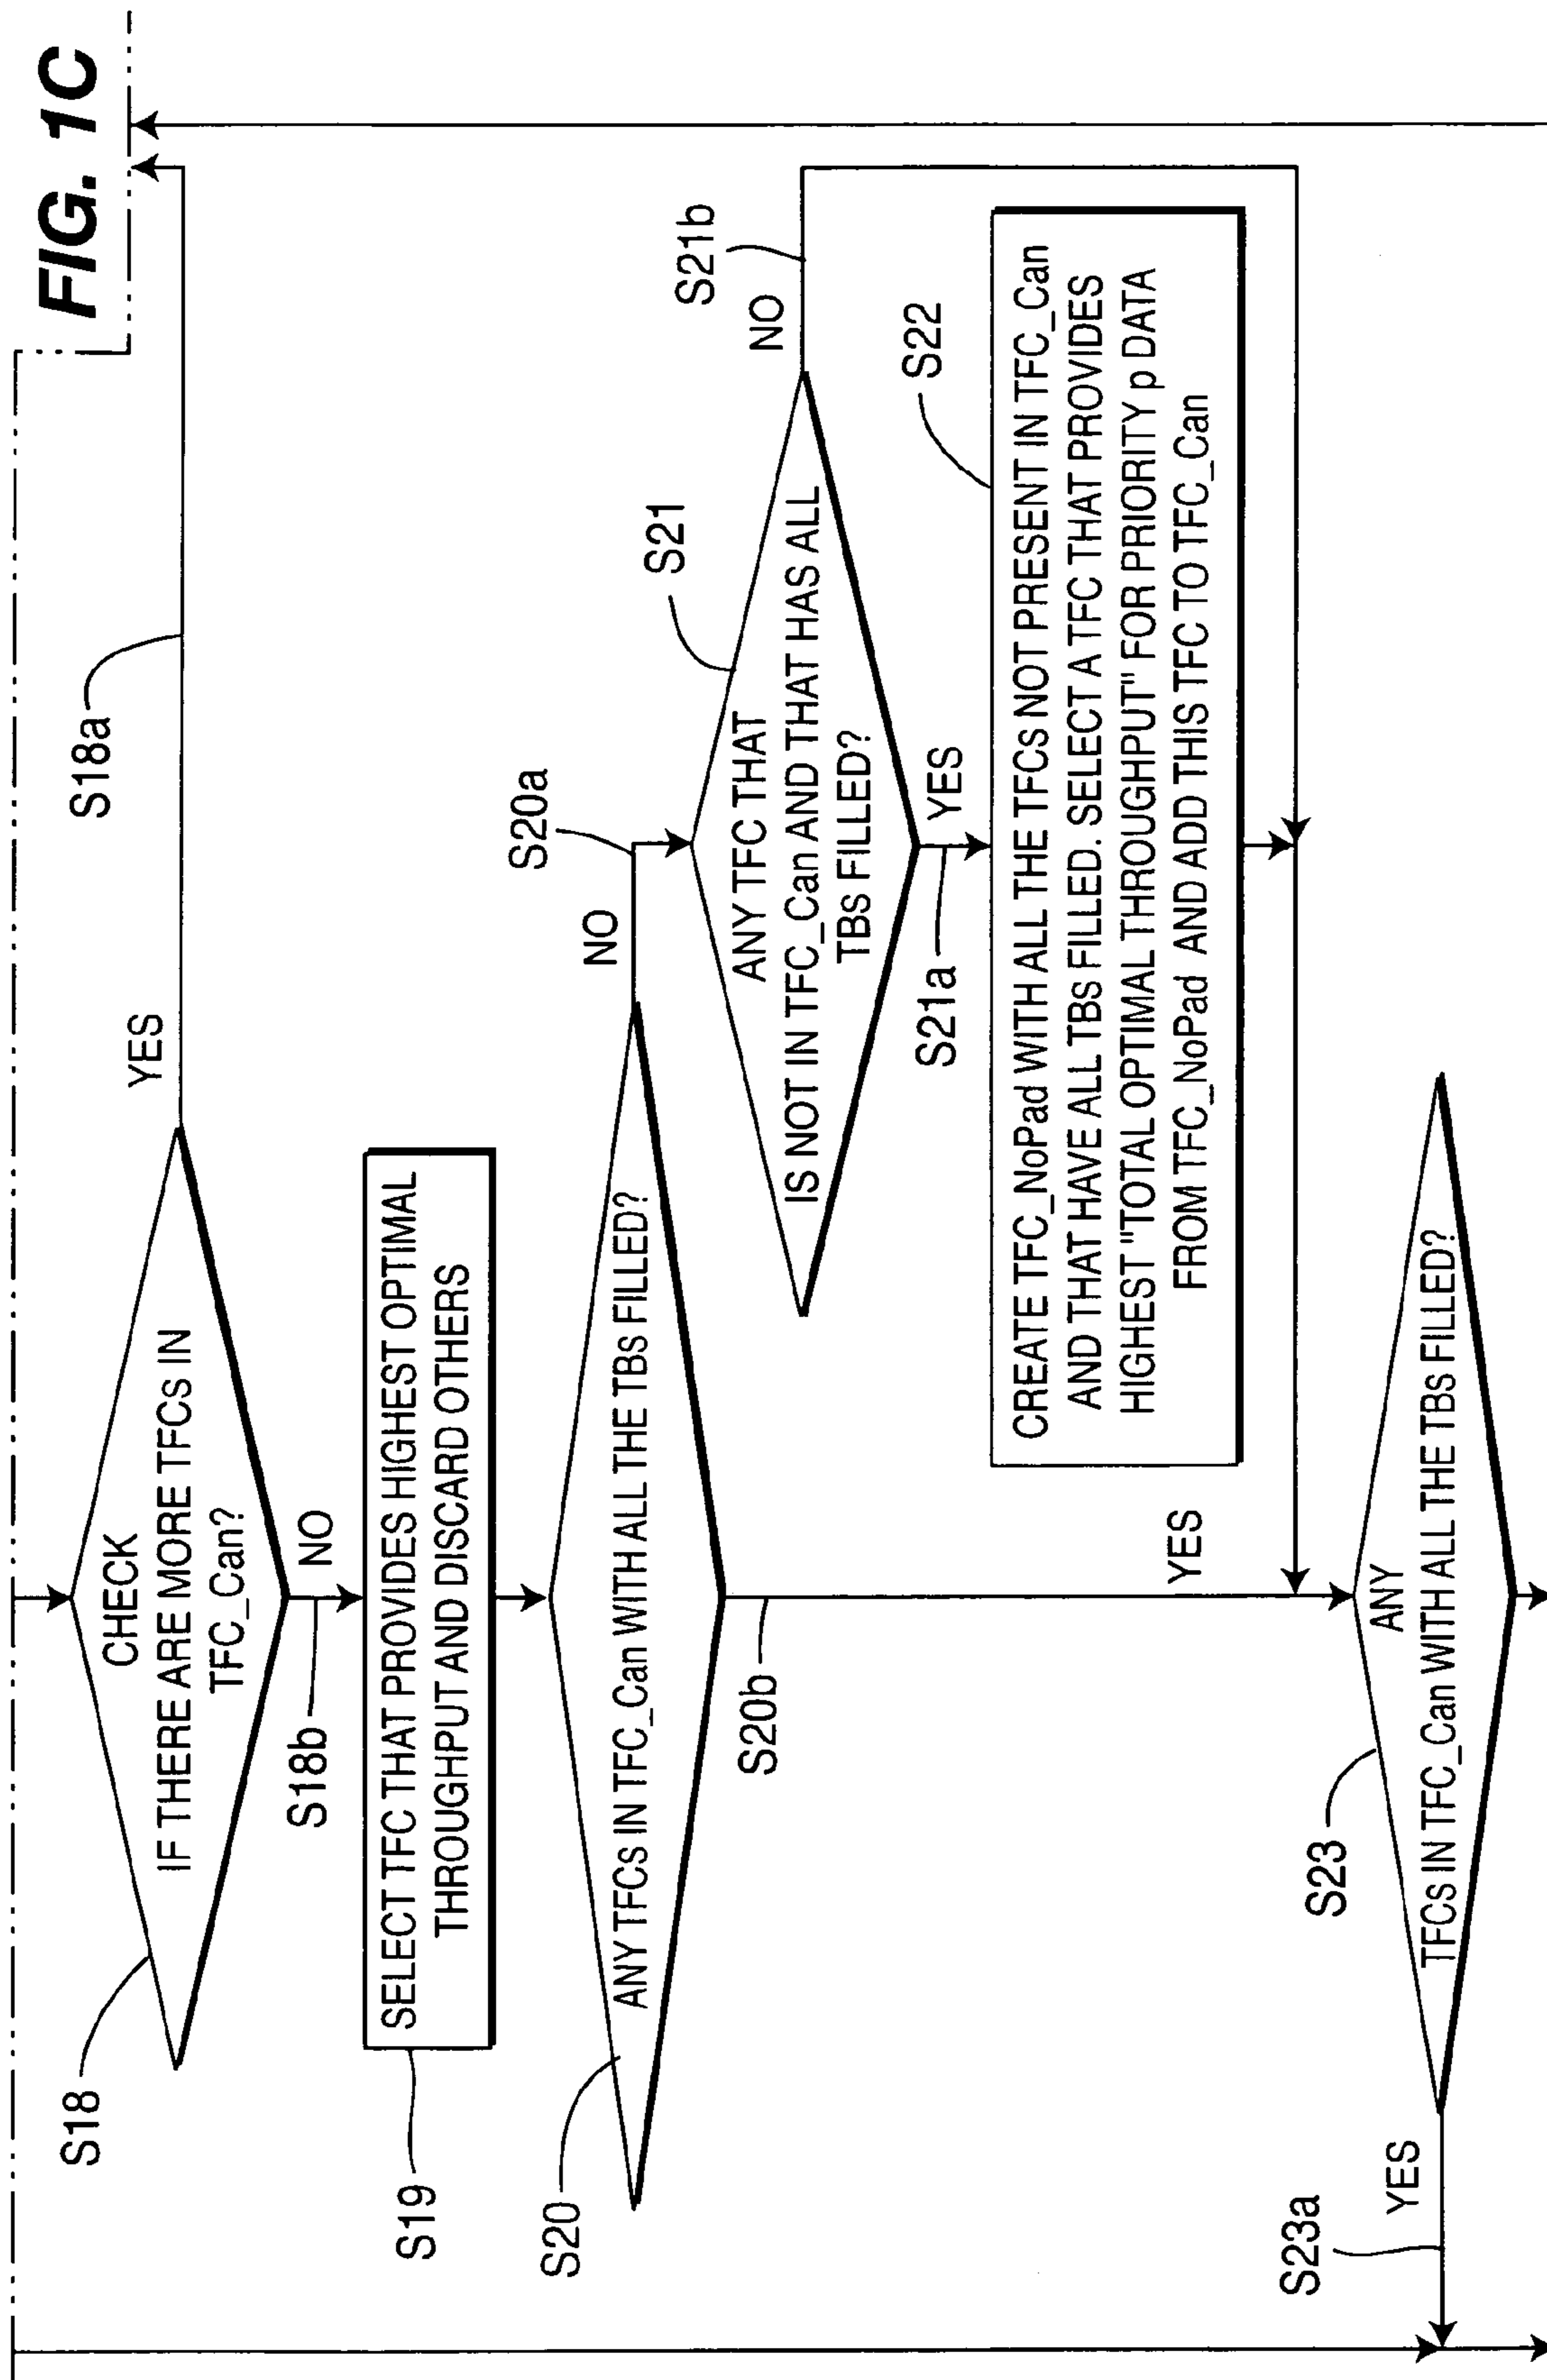 FIG. 1C
S18
CHECK
IF THERE ARE MORE TFCS IN
TFC_Can?
YES
S18a
S18b
NO
S19
SELECT TFC THAT PROVIDES HIGHEST OPTIMAL
THROUGHPUT AND DISCARD OTHERS
S20
ANY TFCS IN TFC_Can WITH ALL THE TBS FILLED?
NO
S20a
S20b
YES
S21
ANY TFC THAT
IS NOT IN TFC_Can AND THAT HAS ALL
TBS FILLED?
NO
S21b
S21a
YES
S22
CREATE TFC_NoPad WITH ALL THE TFCS NOT PRESENT IN TFC_Can
AND THAT HAVE ALL TBS FILLED. SELECT A TFC THAT PROVIDES
HIGHEST "TOTAL OPTIMAL THROUGHPUT" FOR PRIORITY p DATA
FROM TFC_NoPad AND ADD THIS TFC TO TFC_Can
S23
ANY
TFCS IN TFC_Can WITH ALL THE TBS FILLED?
YES
S23a